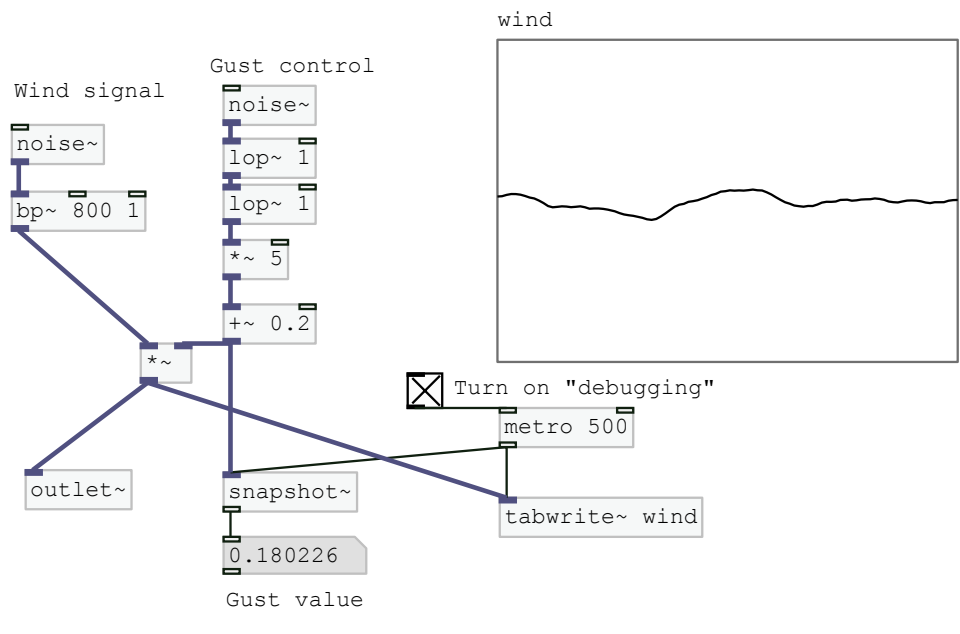 wind
Gust control
Wind signal
noise~
noise~
lop~ 1
bp~ 800 1
lop~ 1
*~ 5
+~ 0.2
*~
Turn on "debugging"
metro 500
outlet~
snapshot~
tabwrite~ wind
0.180226
Gust value